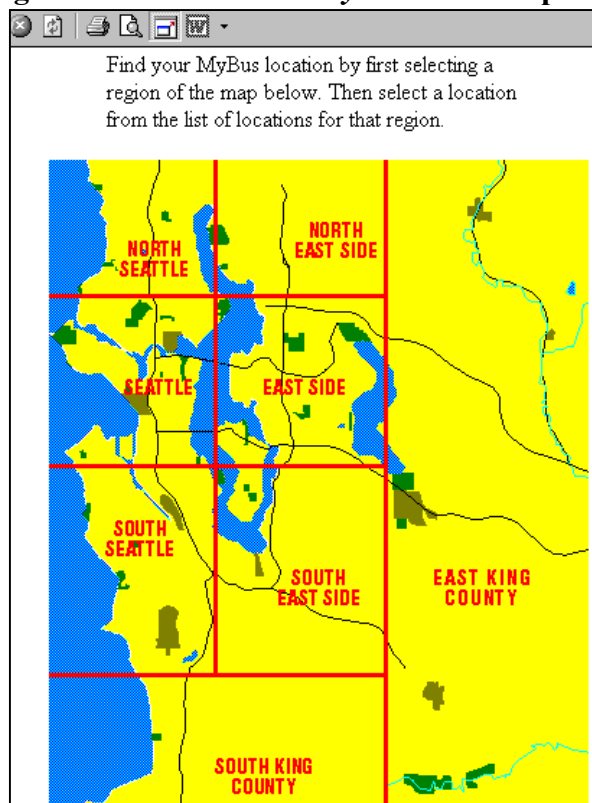 Find your MyBus location by first selecting a
region of the map below. Then select a location
from the list of locations for that region.
NORTH
SEATTLE
NORTH
EAST SIDE
SEATTLE
EAST SIDE
SOUTH
SEATTLE
SOUTH
EAST SIDE
EAST KING
COUNTY
SOUTH KING
COUNTY